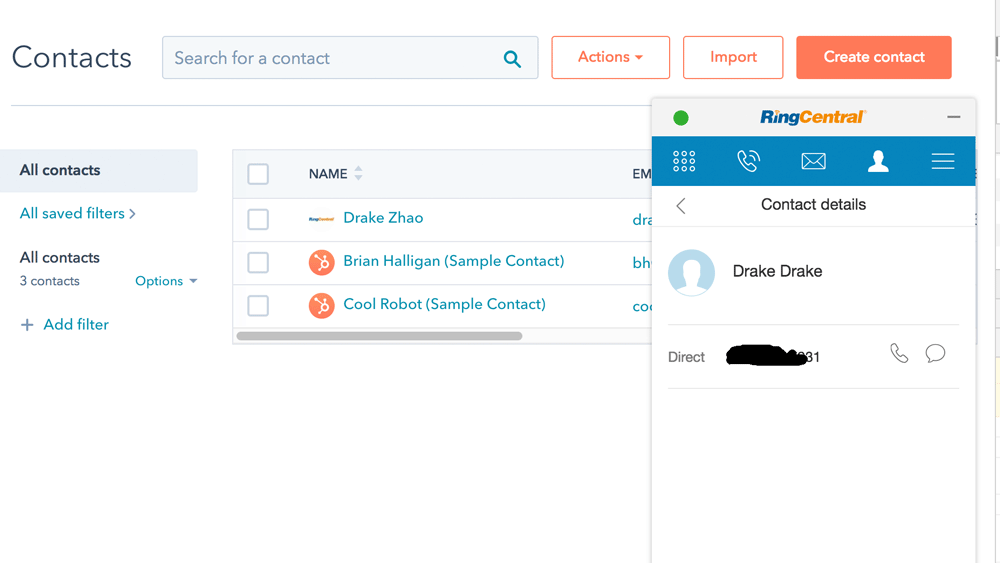 Contacts
Search for a contact
Actions
Import
Create contact
RingCentral
All contacts
All saved filters
All contacts
3 contacts
Options
Add filter
NAME
EM
RingCentral
Drake Zhao
dra
Brian Halligan (Sample Contact)
bh
Cool Robot (Sample Contact)
coo
Contact details
Drake Drake
Direct
31